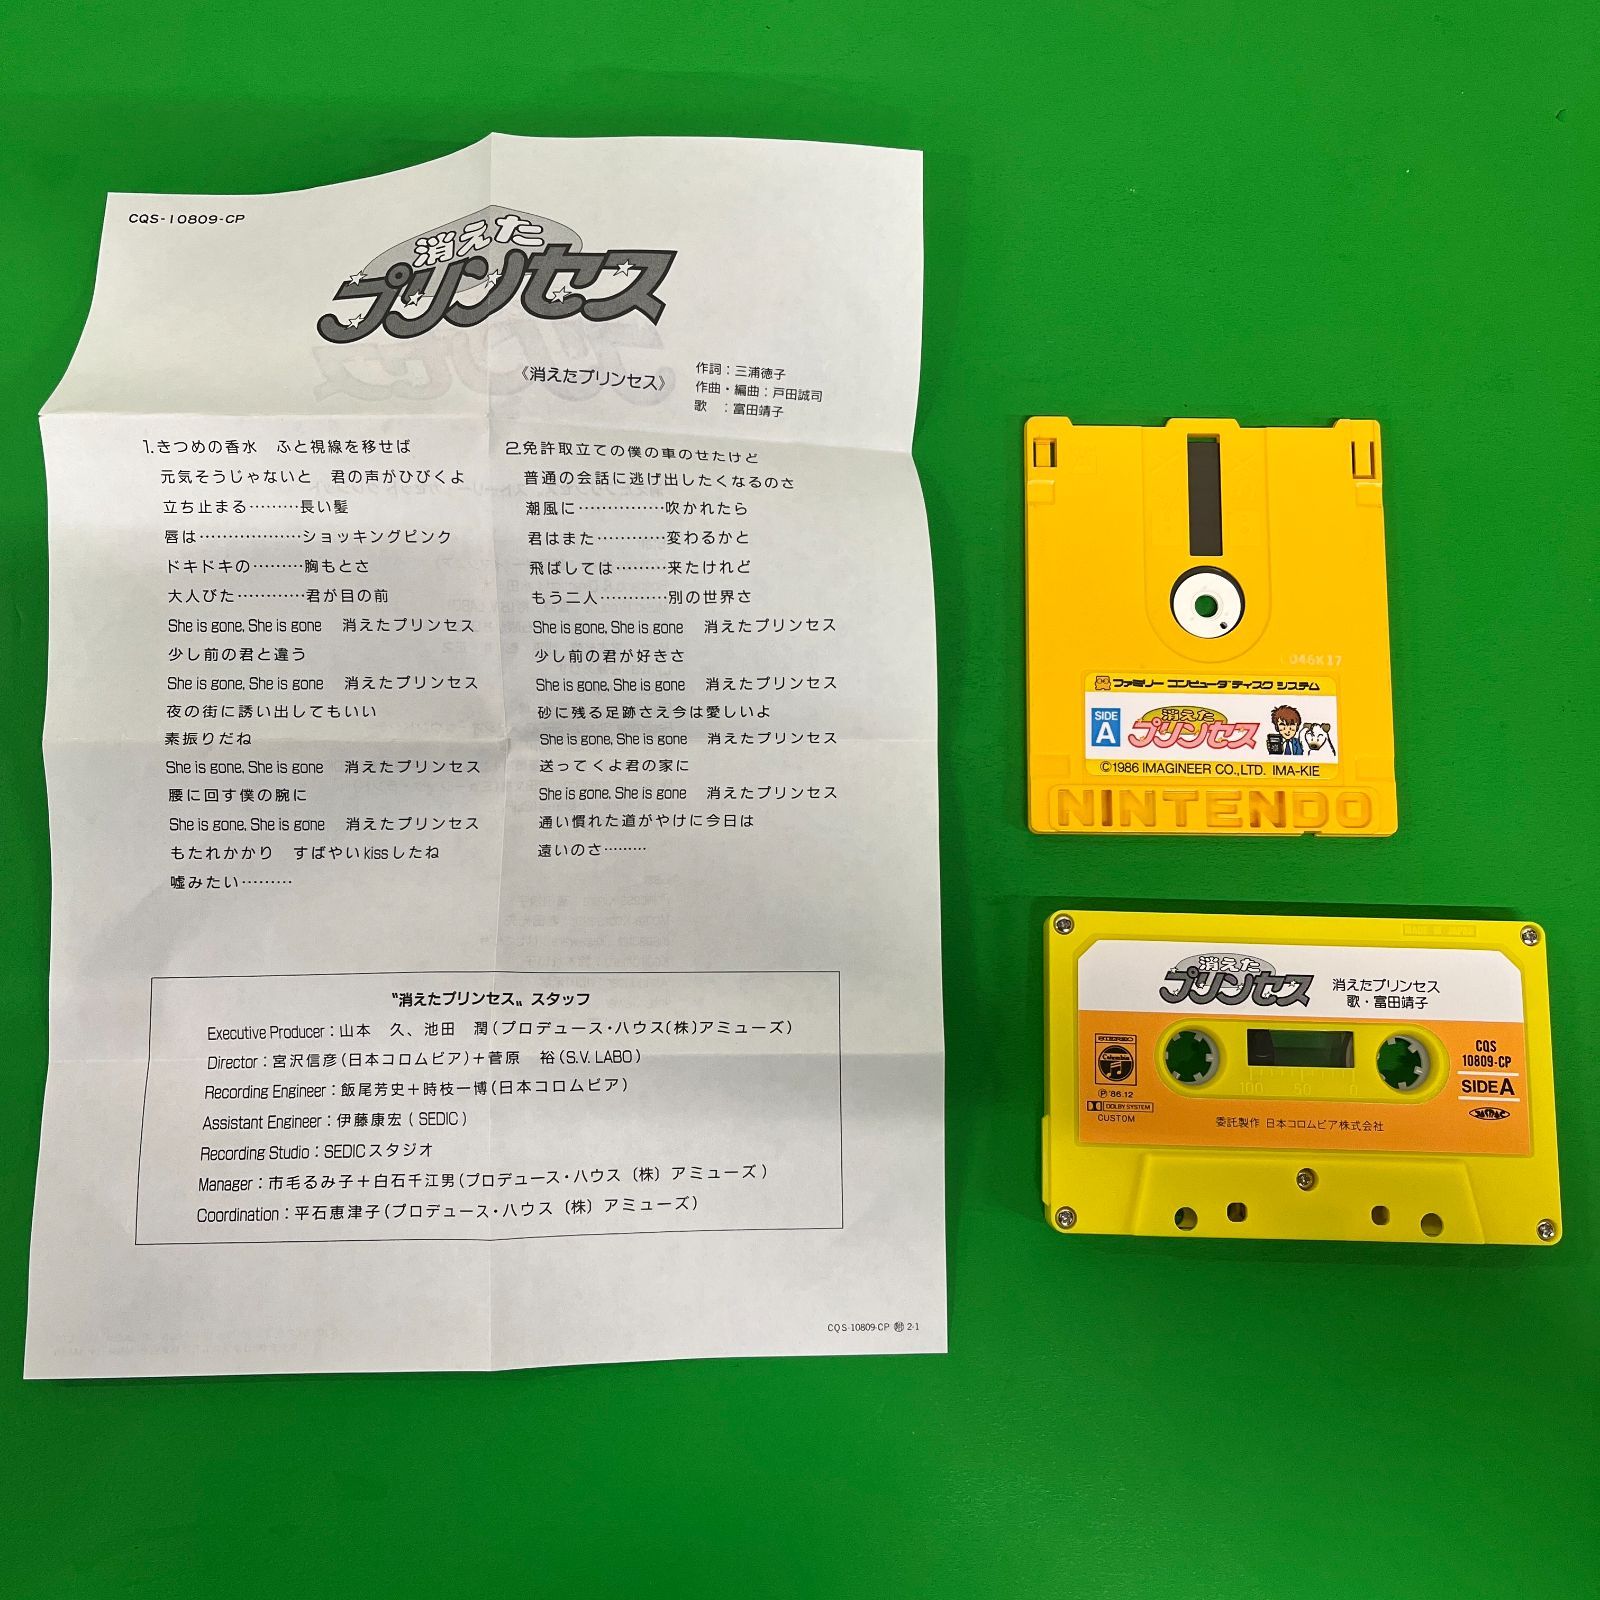 CQS-10809-CP
消えた
プリンセス
《消えたプリンセス》
作詞:三浦徳子
作曲・編曲:戸田誠司
歌 :富田靖子
1.きつめの香水 ふと視線を移せば
元気そうじゃないと 君の声がひびくよ
立ち止まる………長い髪
唇は………………ショッキングピンク
ドキドキの………胸もとさ
大人びた…………君が目の前
She is gone, She is gone 消えたプリンセス
少し前の君と違う
She is gone, She is gone 消えたプリンセス
夜の街に誘い出してもいい
素振りだね
She is gone, She is gone 消えたプリンセス
腰に回す僕の腕に
She is gone, She is gone 消えたプリンセス
もたれかかり すばやいkissしたね
嘘みたい………
2.免許取立ての僕の車のせたけど
普通の会話に逃げ出したくなるのさ
潮風に……………吹かれたら
君はまた…………変わるかと
飛ばしては………来たけれど
もう二人…………別の世界さ
She is gone, She is gone 消えたプリンセス
少し前の君が好きさ
She is gone, She is gone 消えたプリンセス
砂に残る足跡さえ今は愛しいよ
She is gone, She is gone 消えたプリンセス
送ってくよ君の家に
She is gone, She is gone 消えたプリンセス
通い慣れた道がやけに今日は
遠いのさ………
"消えたプリンセス〟スタッフ
Executive Producer:山本 久、池田 潤(プロデュース・ハウス(株)アミューズ)
Director:宮沢信彦(日本コロムビア)+菅原 裕(S.V. LABO)
Recording Engineer:飯尾芳史+時枝一博(日本コロムビア)
Assistant Engineer:伊藤康宏(SEDIC)
Recording Studio:SEDICスタジオ
Manager:市毛るみ子+白石千江男(プロデュース・ハウス〔株〕アミューズ)
Coordination:平石恵津子(プロデュース・ハウス〔株〕アミューズ)
CQS-10809-CP 2-1
ファミリー コンピュータ ディスク システム
SIDE
A
消えた
プリンセス
©1986 IMAGINEER CO.,LTD. IMA-KIE
NINTENDO
MADE IN JAPAN
消えた
プリンセス
消えたプリンセス
歌・富田靖子
STEREO
Columbia
Ⓟ'86.12
DOLBY SYSTEM
CUSTOM
100 50 0
CQS
10809-CP
SIDE A
委託製作 日本コロムビア株式会社